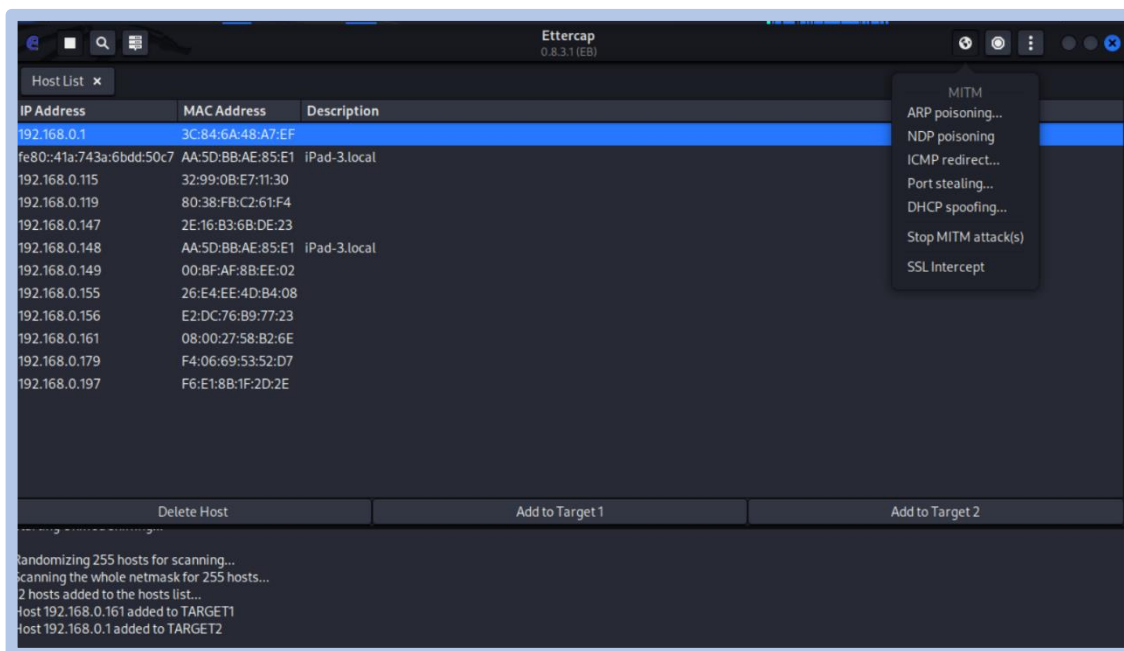 Ettercap
0.8.3.1 (EB)
Host List ×
IP Address MAC Address Description
192.168.0.1 3C:84:6A:48:A7:EF
fe80::41a:743a:6bdd:50c7 AA:5D:BB:AE:85:E1 iPad-3.local
192.168.0.115 32:99:0B:E7:11:30
192.168.0.119 80:38:FB:C2:61:F4
192.168.0.147 2E:16:B3:6B:DE:23
192.168.0.148 AA:5D:BB:AE:85:E1 iPad-3.local
192.168.0.149 00:BF:AF:8B:EE:02
192.168.0.155 26:E4:EE:4D:B4:08
192.168.0.156 E2:DC:76:B9:77:23
192.168.0.161 08:00:27:58:B2:6E
192.168.0.179 F4:06:69:53:52:D7
192.168.0.197 F6:E1:8B:1F:2D:2E
MITM
ARP poisoning...
NDP poisoning
ICMP redirect...
Port stealing...
DHCP spoofing...
Stop MITM attack(s)
SSL Intercept
Delete Host Add to Target 1 Add to Target 2
Randomizing 255 hosts for scanning...
Scanning the whole netmask for 255 hosts...
2 hosts added to the hosts list...
Host 192.168.0.161 added to TARGET1
Host 192.168.0.1 added to TARGET2